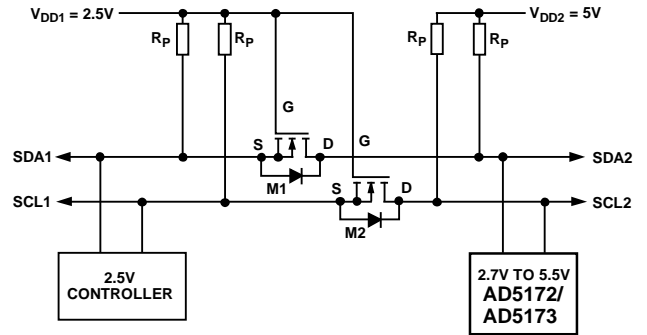 VDD1 = 2.5V
VDD2 = 5V
RP
RP
RP
RP
G
S
D
G
SDA1
SDA2
M1
S
D
SCL1
SCL2
M2
2.5V
CONTROLLER
2.7V TO 5.5V
AD5172/
AD5173